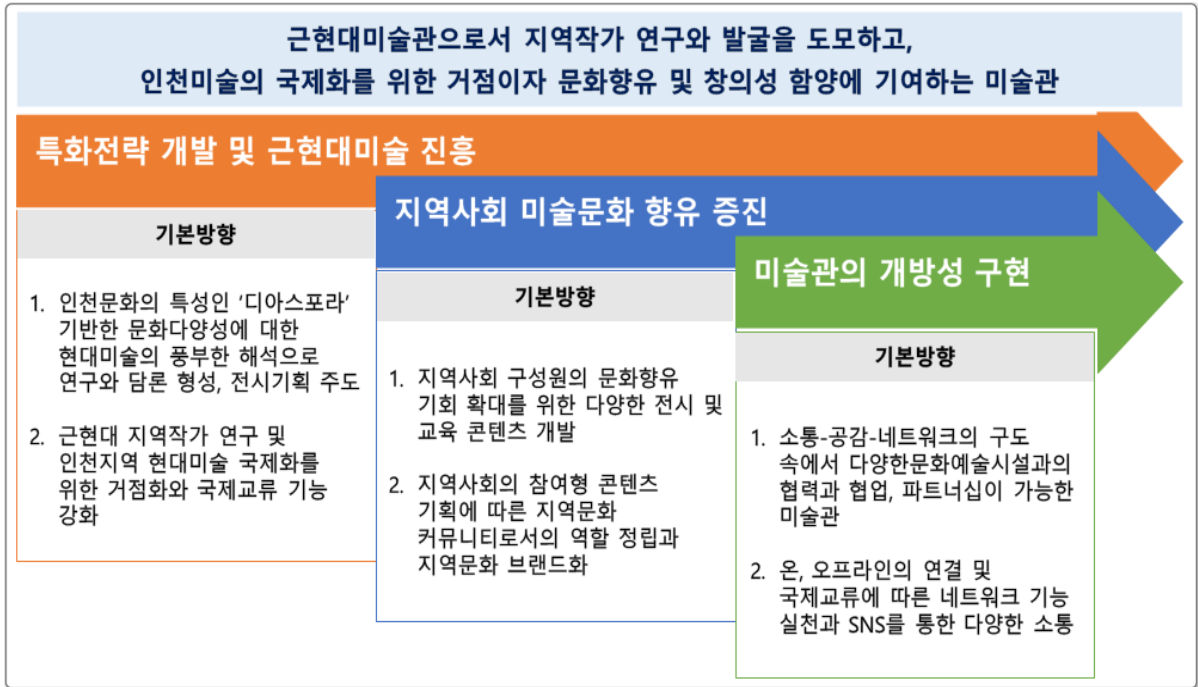 근현대미술관으로서 지역작가 연구와 발굴을 도모하고,
인천미술의 국제화를 위한 거점이자 문화향유 및 창의성 함양에 기여하는 미술관
특화전략 개발 및 근현대미술 진흥
기본방향
1. 인천문화의 특성인 ‘디아스포라’
기반한 문화다양성에 대한
현대미술의 풍부한 해석으로
연구와 담론 형성, 전시기획 주도
2. 근현대 지역작가 연구 및
인천지역 현대미술 국제화를
위한 거점화와 국제교류 기능
강화
지역사회 미술문화 향유 증진
기본방향
1. 지역사회 구성원의 문화향유
기회 확대를 위한 다양한 전시 및
교육 콘텐츠 개발
2. 지역사회의 참여형 콘텐츠
기획에 따른 지역문화
커뮤니티로서의 역할 정립과
지역문화 브랜드화
미술관의 개방성 구현
기본방향
1. 소통-공감-네트워크의 구도
속에서 다양한문화예술시설과의
협력과 협업, 파트너십이 가능한
미술관
2. 온, 오프라인의 연결 및
국제교류에 따른 네트워크 기능
실천과 SNS를 통한 다양한 소통